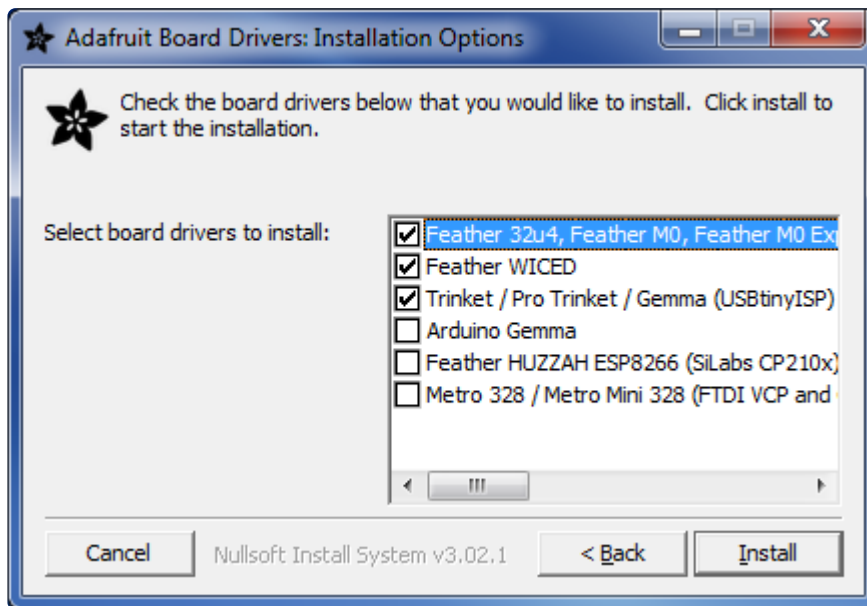 Adafruit Board Drivers: Installation Options
Check the board drivers below that you would like to install. Click install to
start the installation.
Select board drivers to install:
Feather 32u4, Feather M0, Feather M0
Feather WICED
Trinket / Pro Trinket / Gemma (USBtinyISP)
Arduino Gemma
Feather HUZZAH ESP8266 (SiLabs CP210x)
Metro 328 / Metro Mini 328 (FTDI VCP and
Cancel
Nullsoft Install System v3.02.1
< Back
Install